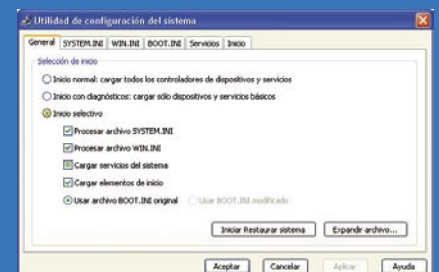 Utilidad de configuración del sistema
General SYSTEM.INI WIN.INI BOOT.INI Servicios Inicio
Selección de inicio
Inicio normal: cargar todos los controladores de dispositivos y servicios
Inicio con diagnósticos: cargar sólo dispositivos y servicios básicos
Inicio selectivo
Procesar archivo SYSTEM.INI
Procesar archivo WIN.INI
Cargar servicios del sistema
Cargar elementos de inicio
Usar archivo BOOT.INI original Usar BOOT.INI modificado
Iniciar Restaurar sistema Expandir archivo...
Aceptar Cancelar Aplicar Ayuda